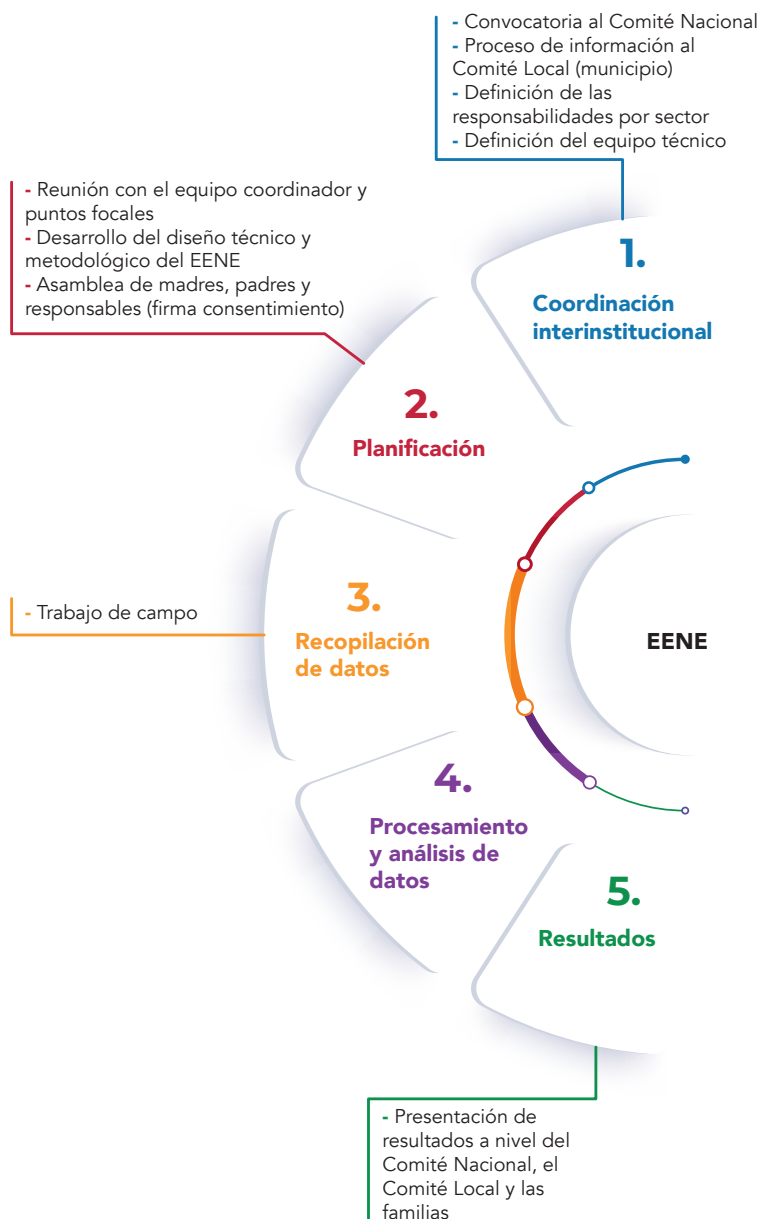 - Convocatoria al Comité Nacional
- Proceso de información al
Comité Local (municipio)
- Definición de las
responsabilidades por sector
- Definición del equipo técnico
1.
Coordinación
interinstitucional
- Reunión con el equipo coordinador y
puntos focales
- Desarrollo del diseño técnico y
metodológico del EENE
- Asamblea de madres, padres y
responsables (firma consentimiento)
2.
Planificación
- Trabajo de campo
3.
Recopilación
de datos
EENE
4.
Procesamiento
y análisis de
datos
5.
Resultados
- Presentación de
resultados a nivel del
Comité Nacional, el
Comité Local y las
familias